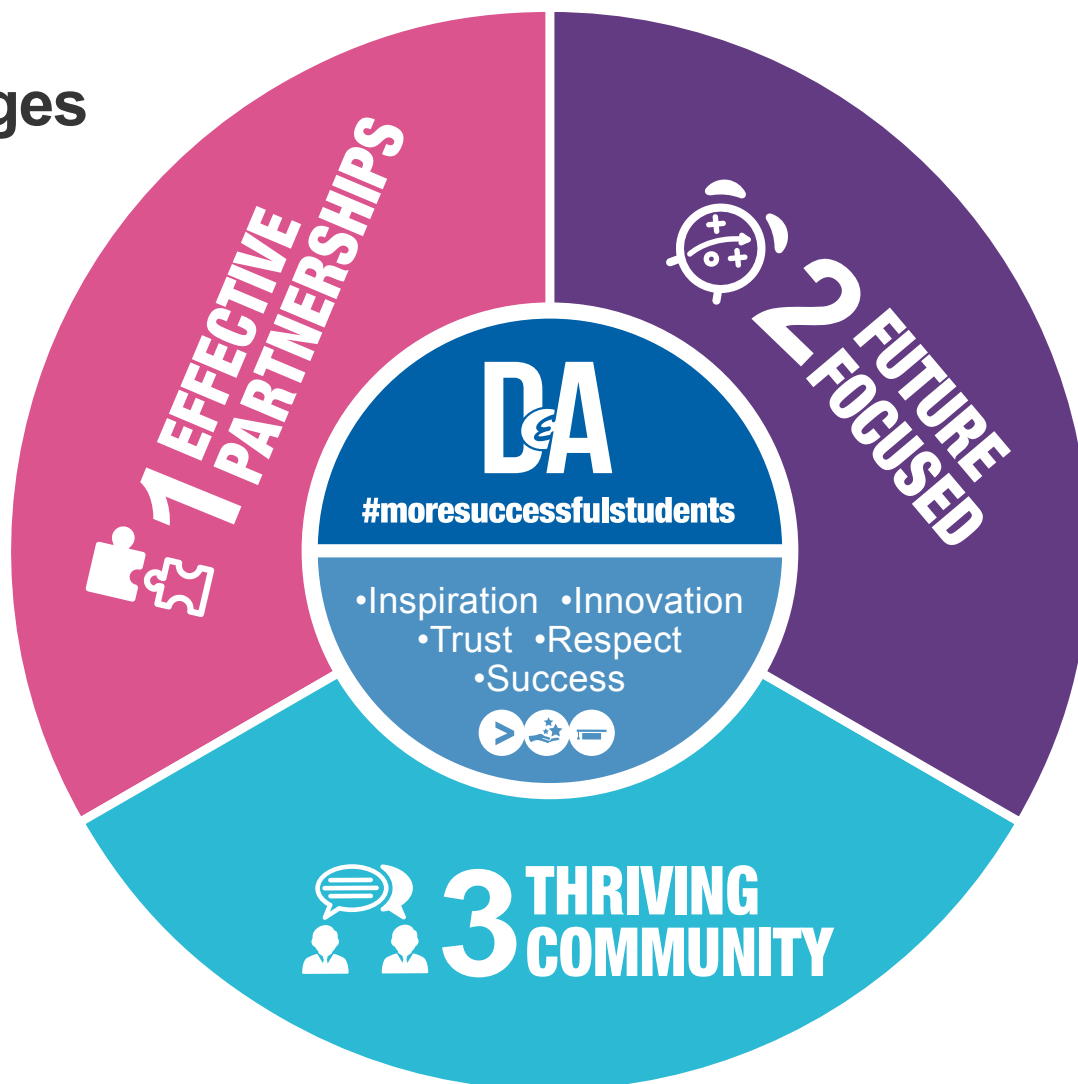 ges
1 EFFECTIVE
PARTNERSHIPS
2 FUTURE
FOCUSED
D&A
#moresuccessfulstudents
•Inspiration •Innovation
•Trust •Respect
•Success
3 THRIVING
COMMUNITY